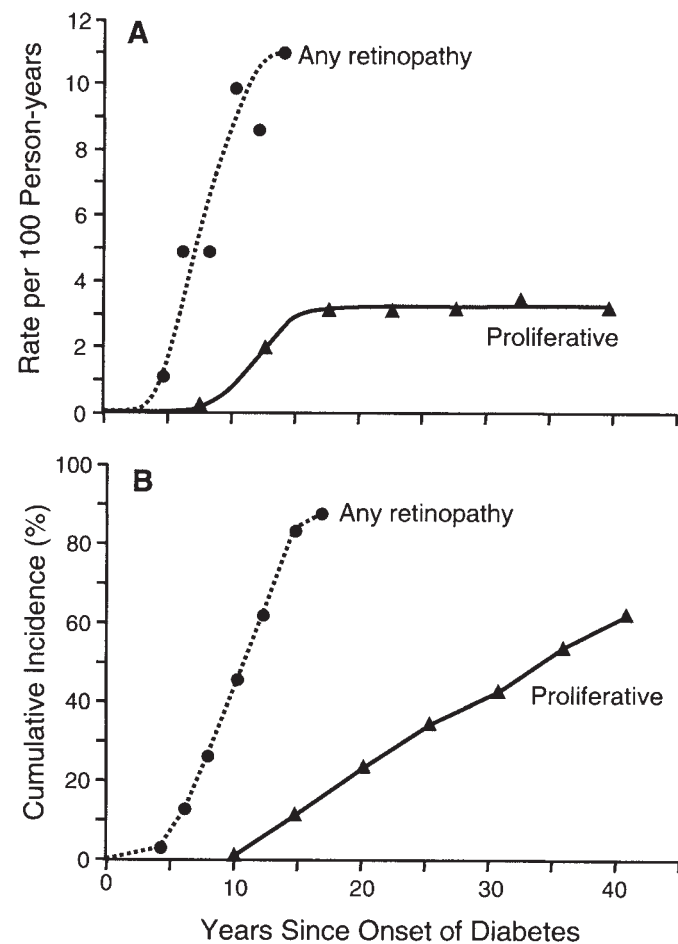 A
12
10
8
6
4
2
0
Rate per 100 Person-years
Any retinopathy
Proliferative
B
100
80
60
40
20
0
Cumulative Incidence (%)
Any retinopathy
Proliferative
0 10 20 30 40
Years Since Onset of Diabetes